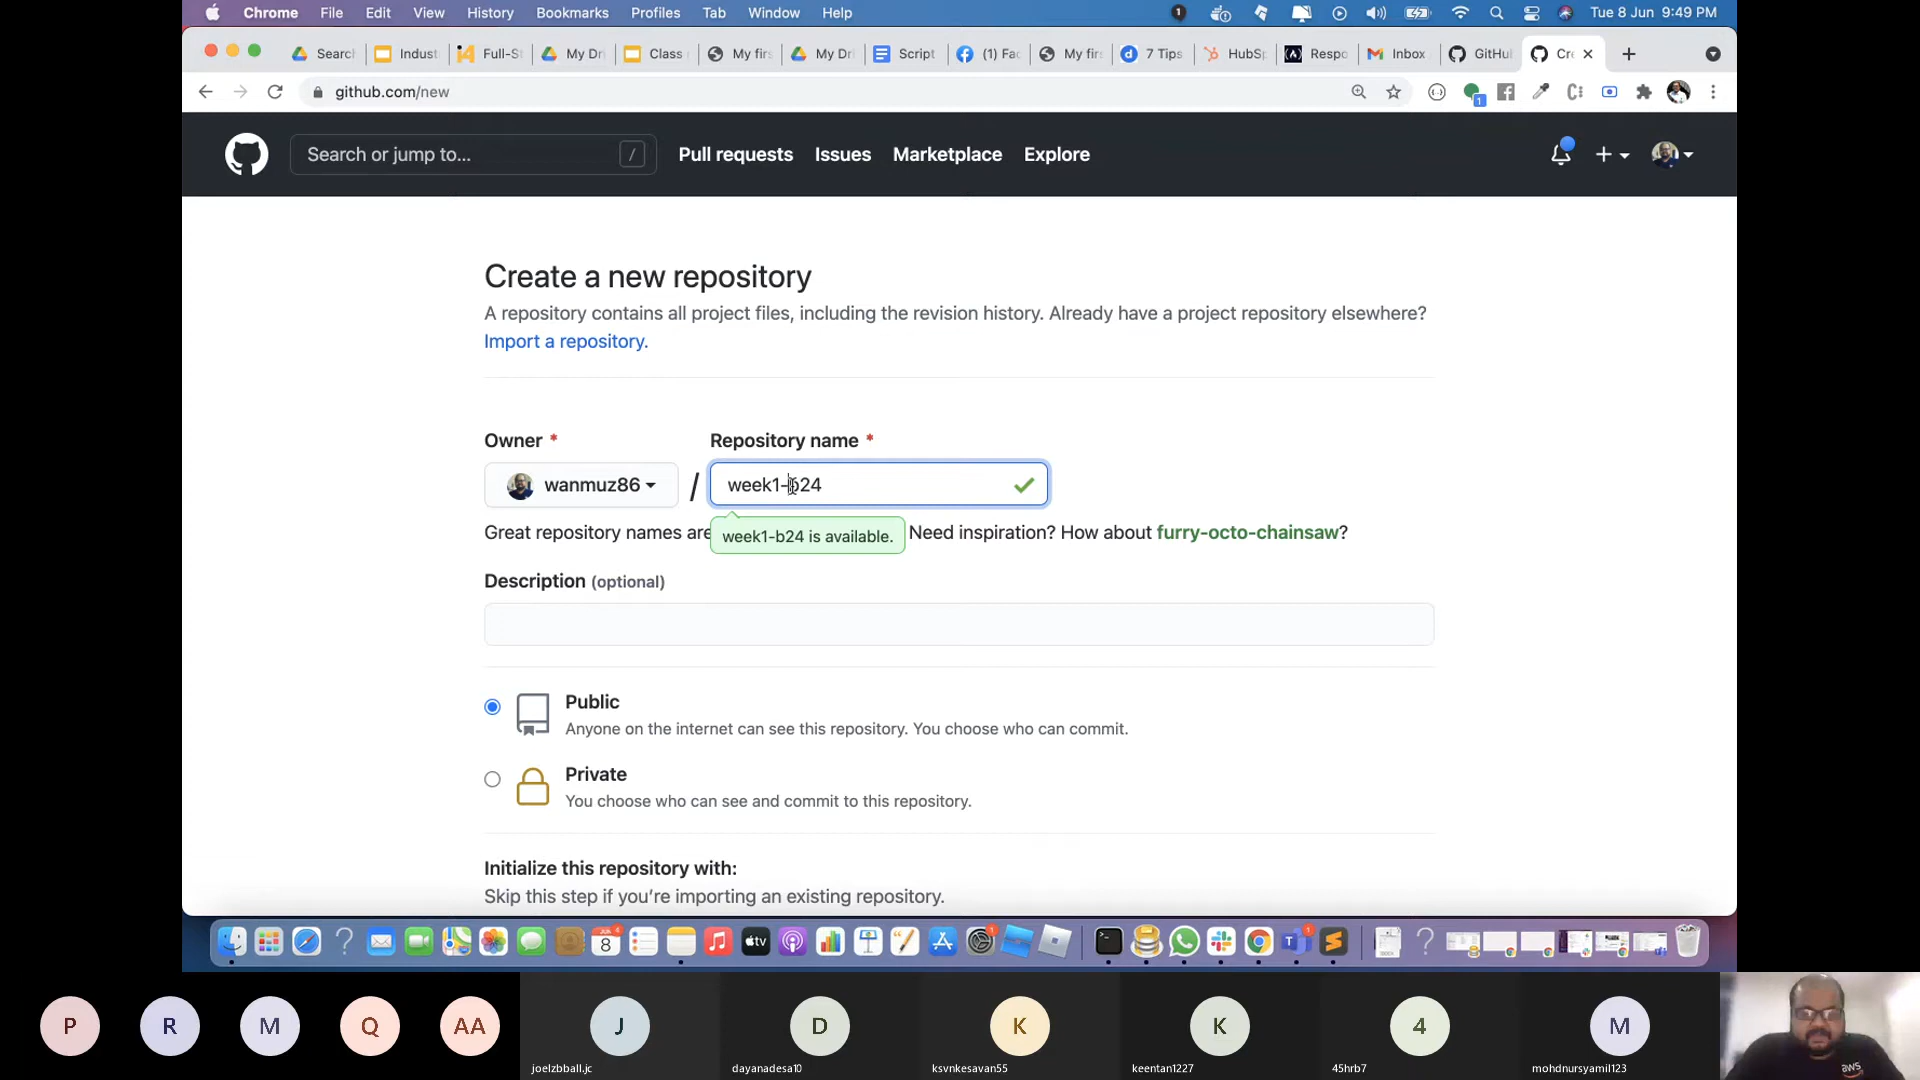 Chrome File Edit View History Bookmarks Profiles Tab Window Help
1
Tue 8 Jun 9:49 PM
Search
Indust
Full-St
My Dri
Class
My firs
My Dri
Script
(1) Fac
My firs
7 Tips
HubSp
Respo
Inbox
GitHu
Cre
github.com/new
1
Search or jump to...
/
Pull requests Issues Marketplace Explore
Create a new repository
A repository contains all project files, including the revision history. Already have a project repository elsewhere?
Import a repository.
Owner *
Repository name *
wanmuz86
/
week1-b24
Great repository names are
week1-b24 is available.
Need inspiration? How about furry-octo-chainsaw?
Description (optional)
Public
Anyone on the internet can see this repository. You choose who can commit.
Private
You choose who can see and commit to this repository.
Initialize this repository with:
Skip this step if you're importing an existing repository.
8
tv
P
R
M
Q
AA
J
joelzbball.jc
D
dayanadesa10
K
ksvnkesavan55
K
keentan1227
4
45hrb7
M
mohdnursyamil123
aws